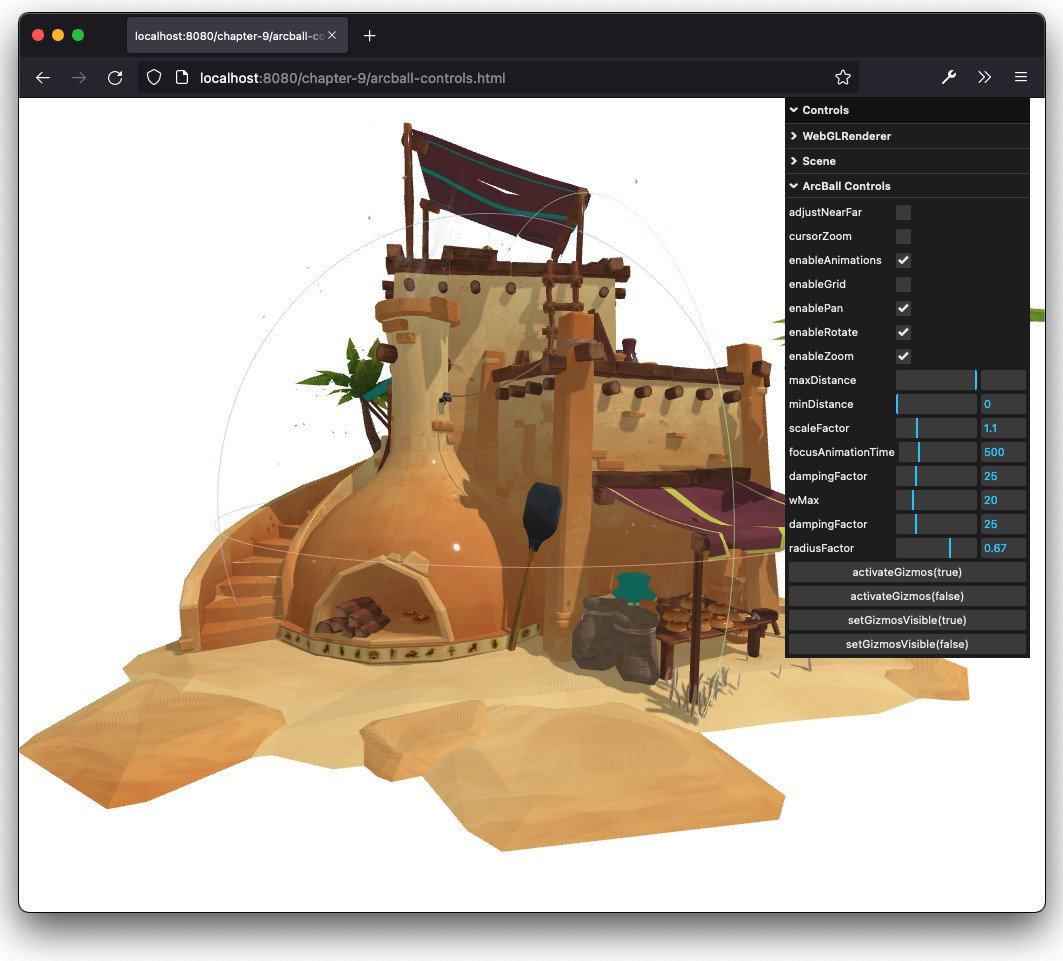 localhost:8080/chapter-9/arcball-co
localhost:8080/chapter-9/arcball-controls.html
Controls
WebGLRenderer
Scene
ArcBall Controls
adjustNearFar
cursorZoom
enableAnimations
enableGrid
enablePan
enableRotate
enableZoom
maxDistance
minDistance 0
scaleFactor 1.1
focusAnimationTime 500
dampingFactor 25
wMax 20
dampingFactor 25
radiusFactor 0.67
activateGizmos(true)
activateGizmos(false)
setGizmosVisible(true)
setGizmosVisible(false)